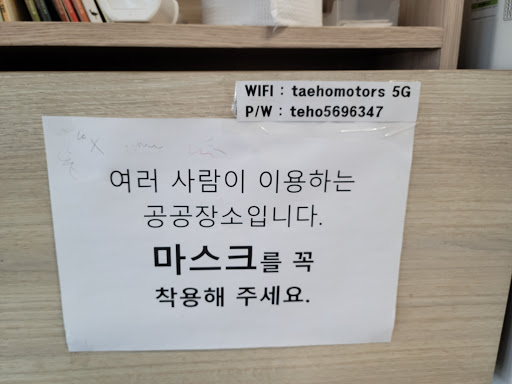 WIFI : taehomotors 5G
P/W : teho5696347
여러 사람이 이용하는
공공장소입니다.
마스크를 꼭
착용해 주세요.